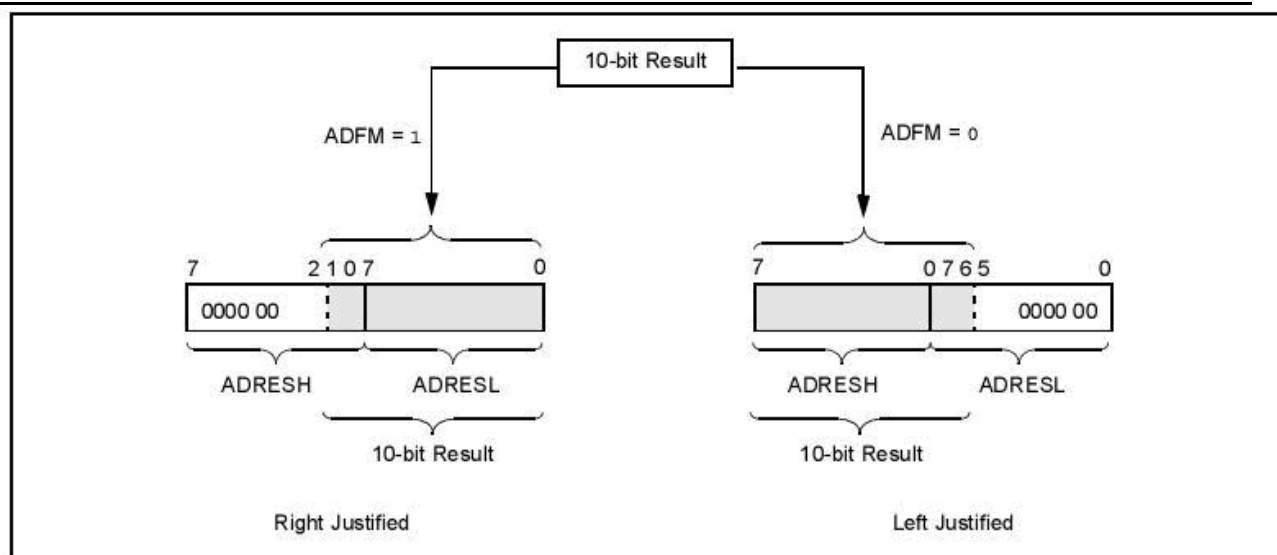 10-bit Result
ADFM = 1
ADFM = 0
7 2 1 0 7 0
7 0 7 6 5 0
0000 00
0000 00
ADRESH ADRESL
ADRESH ADRESL
10-bit Result
10-bit Result
Right Justified
Left Justified